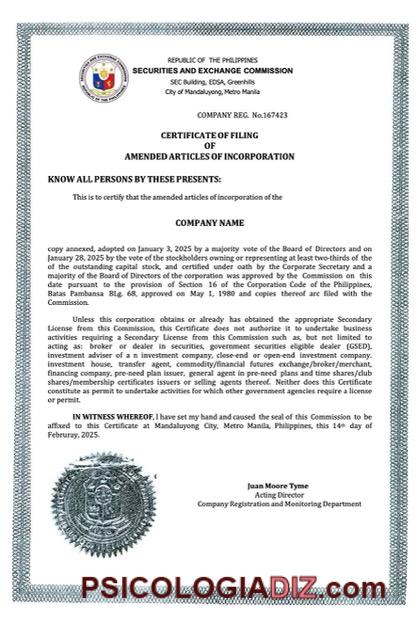 REPUBLIC OF THE PHILIPPINES
SECURITIES AND EXCHANGE COMMISSION
SEC Building, EDSA, Greenhills
City of Mandaluyong, Metro Manila
COMPANY REG. No.167423
CERTIFICATE OF FILING
OF
AMENDED ARTICLES OF INCORPORATION
KNOW ALL PERSONS BY THESE PRESENTS:
This is to certify that the amended articles of incorporation of the
COMPANY NAME
copy annexed, adopted on January 3, 2025 by a majority vote of the Board of Directors and on
January 28, 2025 by the vote of the stockholders owning or representing at least two-thirds of the
of the outstanding capital stock, and certified under oath by the Corporate Secretary and a
majority of the Board of Directors of the corporation was approved by the Commission on this
date pursuant to the provision of Section 16 of the Corporation Code of the Philippines,
Batas Pambansa BLg. 68, approved on May 1, 1980 and copies thereof arc filed with the
Commission.
Unless this corporation obtains or already has obtained the appropriate Secondary
License from this Commission, this Certificate does not authorize it to undertake business
activities requiring a Secondary License from this Commission such as, but not limited to
acting as: broker or dealer in securities, government securities eligible dealer (GSED),
investment adviser of a n investment company, close-end or open-end investment company.
investment house, transfer agent, commodity/financial futures exchange/broker/merchant,
financing company, pre-need plan issuer, general agent in pre-need plans and time shares/club
shares/membership certificates issuers or selling agents thereof. Neither does this Certificate
constitute as permit to undertake activities for which other government agencies require a license
or permit.
IN WITNESS WHEREOF, I have set my hand and caused the seal of this Commission to be
affixed to this Certificate at Mandaluyong City, Metro Manila, Philippines, this 14th day of
Februray, 2025.
Juan Moore Tyme
Acting Director
Company Registration and Monitoring Department
PSICOLOGIADIZ.com